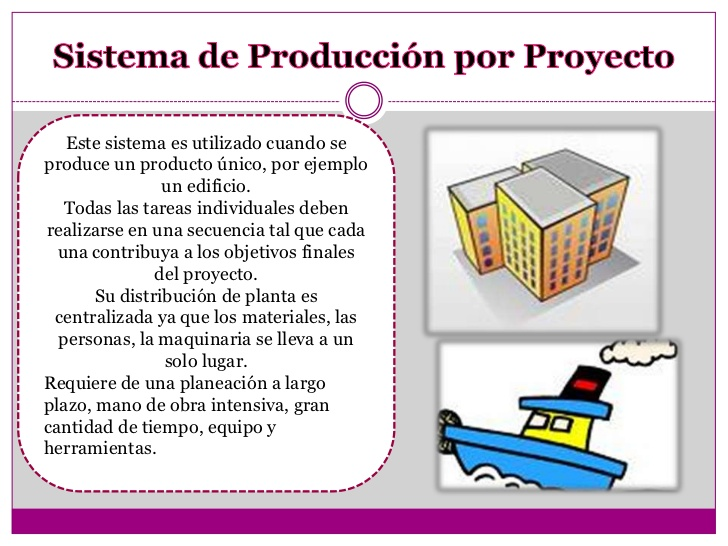 Sistema de Producción por Proyecto
Este sistema es utilizado cuando se
produce un producto único, por ejemplo
un edificio.
Todas las tareas individuales deben
realizarse en una secuencia tal que cada
una contribuya a los objetivos finales
del proyecto.
Su distribución de planta es
centralizada ya que los materiales, las
personas, la maquinaria se lleva a un
solo lugar.
Requiere de una planeación a largo
plazo, mano de obra intensiva, gran
cantidad de tiempo, equipo y
herramientas.